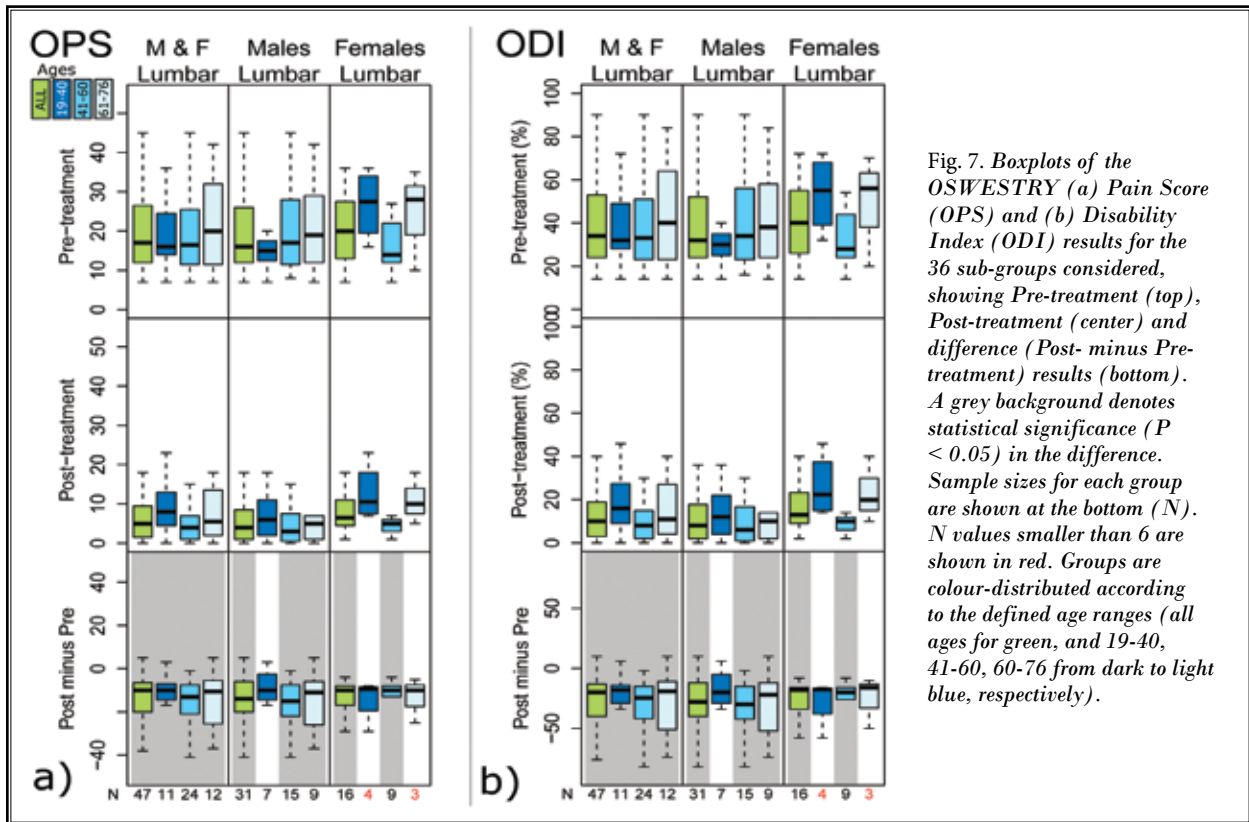 OPS
M & F Lumbar
Males Lumbar
Females Lumbar
Ages
ALL
19-40
41-60
61-76
Pre-treatment
0 10 20 30 40
Post-treatment
0 10 20 30 40 50
Post minus Pre
−40 0 20 40
a)
N 47 11 24 12 31 7 15 9 16 4 9 3
ODI
M & F Lumbar
Males Lumbar
Females Lumbar
Pre-treatment (%)
0 20 40 60 80 100
Post-treatment (%)
0 20 40 60 80 100
Post minus Pre
−50 0 50
b)
N 47 11 24 12 31 7 15 9 16 4 9 3
Fig. 7. Boxplots of the
OSWESTRY (a) Pain Score
(OPS) and (b) Disability
Index (ODI) results for the
36 sub-groups considered,
showing Pre-treatment (top),
Post-treatment (center) and
difference (Post- minus Pre-
treatment) results (bottom).
A grey background denotes
statistical significance (P
< 0.05) in the difference.
Sample sizes for each group
are shown at the bottom (N).
N values smaller than 6 are
shown in red. Groups are
colour-distributed according
to the defined age ranges (all
ages for green, and 19-40,
41-60, 60-76 from dark to light
blue, respectively).